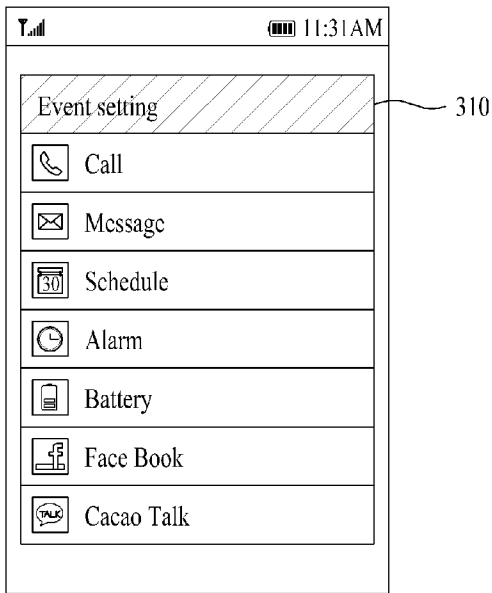 11:31AM
Event setting
310
Call
Message
30
Schedule
Alarm
Battery
f
Face Book
TALK
Cacao Talk